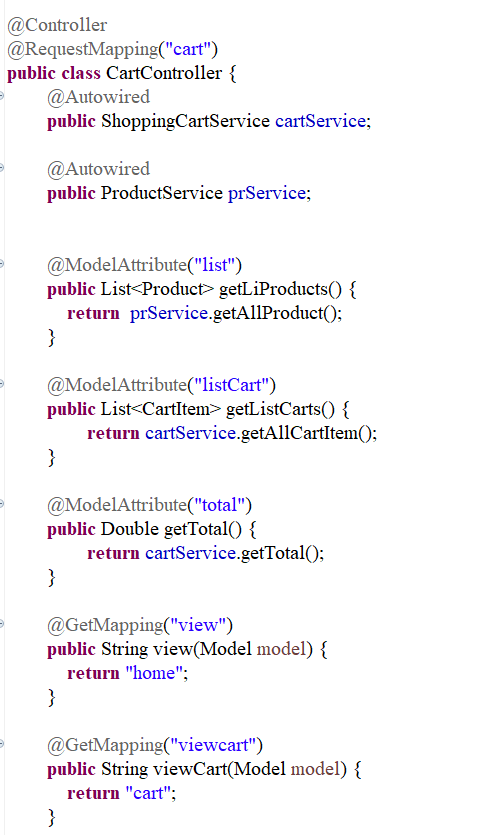 @Controller
@RequestMapping("cart")
public class CartController {
@Autowired
public ShoppingCartService cartService;
@Autowired
public ProductService prService;
@ModelAttribute("list")
public List<Product> getLiProducts() {
return  prService.getAllProduct();
}
@ModelAttribute("listCart")
public List<CartItem> getListCarts() {
return cartService.getAllCartItem();
}
@ModelAttribute("total")
public Double getTotal() {
return cartService.getTotal();
}
@GetMapping("view")
public String view(Model model) {
return "home";
}
@GetMapping("viewcart")
public String viewCart(Model model) {
return "cart";
}